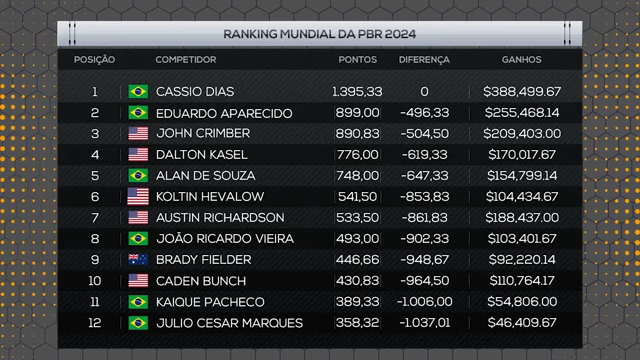 RANKING MUNDIAL DA PBR 2024
POSIÇÃO COMPETIDOR PONTOS DIFERENÇA GANHOS
1 CASSIO DIAS 1.395,33 0 $388,499.67
2 EDUARDO APARECIDO 899,00 -496,33 $255,468.14
3 JOHN CRIMBER 890,83 -504,50 $209,403.00
4 DALTON KASEL 776,00 -619,33 $170,017.67
5 ALAN DE SOUZA 748,00 -647,33 $154,799.14
6 KOLTIN HEVALOW 541,50 -853,83 $104,434.67
7 AUSTIN RICHARDSON 533,50 -861,83 $188,437.00
8 JOÃO RICARDO VIEIRA 493,00 -902,33 $103,401.67
9 BRADY FIELDER 446,66 -948,67 $92,220.14
10 CADEN BUNCH 430,83 -964,50 $110,764.17
11 KAIQUE PACHECO 389,33 -1.006,00 $54,806.00
12 JULIO CESAR MARQUES 358,32 -1.037,01 $46,409.67